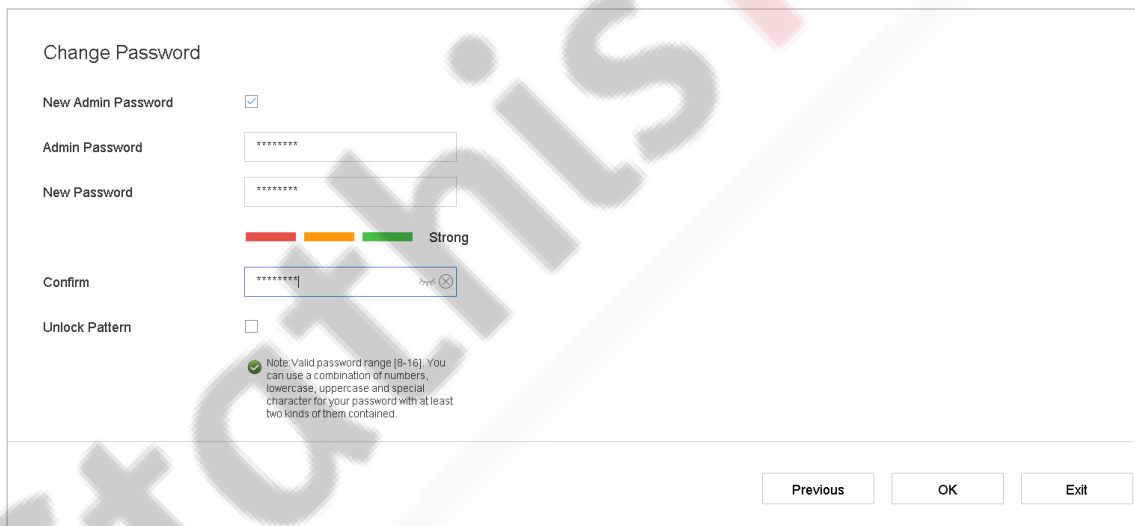 Change Password
New Admin Password
Admin Password ********
New Password ********
Strong
Confirm ********
Unlock Pattern
Note:Valid password range [8-16]. You
can use a combination of numbers,
lowercase, uppercase and special
character for your password with at least
two kinds of them contained.
Previous OK Exit